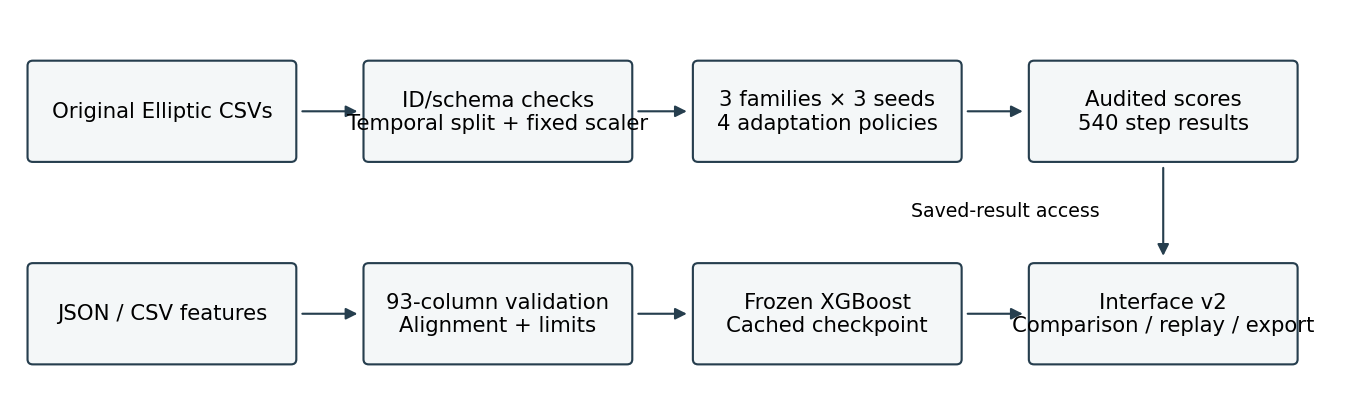 Original Elliptic CSVs
ID/schema checks
Temporal split + fixed scaler
3 families × 3 seeds
4 adaptation policies
Audited scores
540 step results
Saved-result access
JSON / CSV features
93-column validation
Alignment + limits
Frozen XGBoost
Cached checkpoint
Interface v2
Comparison / replay / export